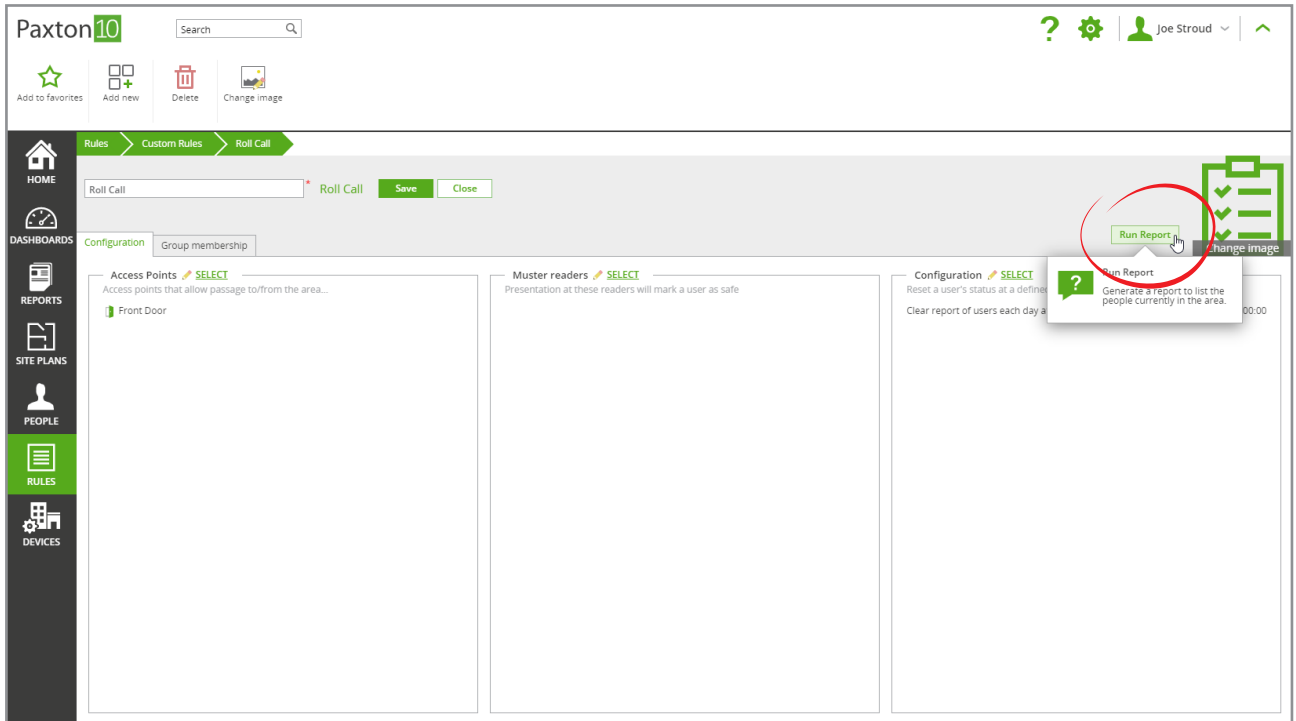 Paxton 10
Search
Joe Stroud
Add to favorites
Add new
Delete
Change image
Rules
Custom Rules
Roll Call
HOME
Roll Call
* Roll Call
Save
Close
DASHBOARDS
Configuration
Group membership
Run Report
Change image
REPORTS
Access Points SELECT
Access points that allow passage to/from the area...
Front Door
Muster readers SELECT
Presentation at these readers will mark a user as safe
Configuration SELECT
Reset a user's status at a define
Clear report of users each day a
00:00
? Run Report
Generate a report to list the
people currently in the area.
SITE PLANS
PEOPLE
RULES
DEVICES